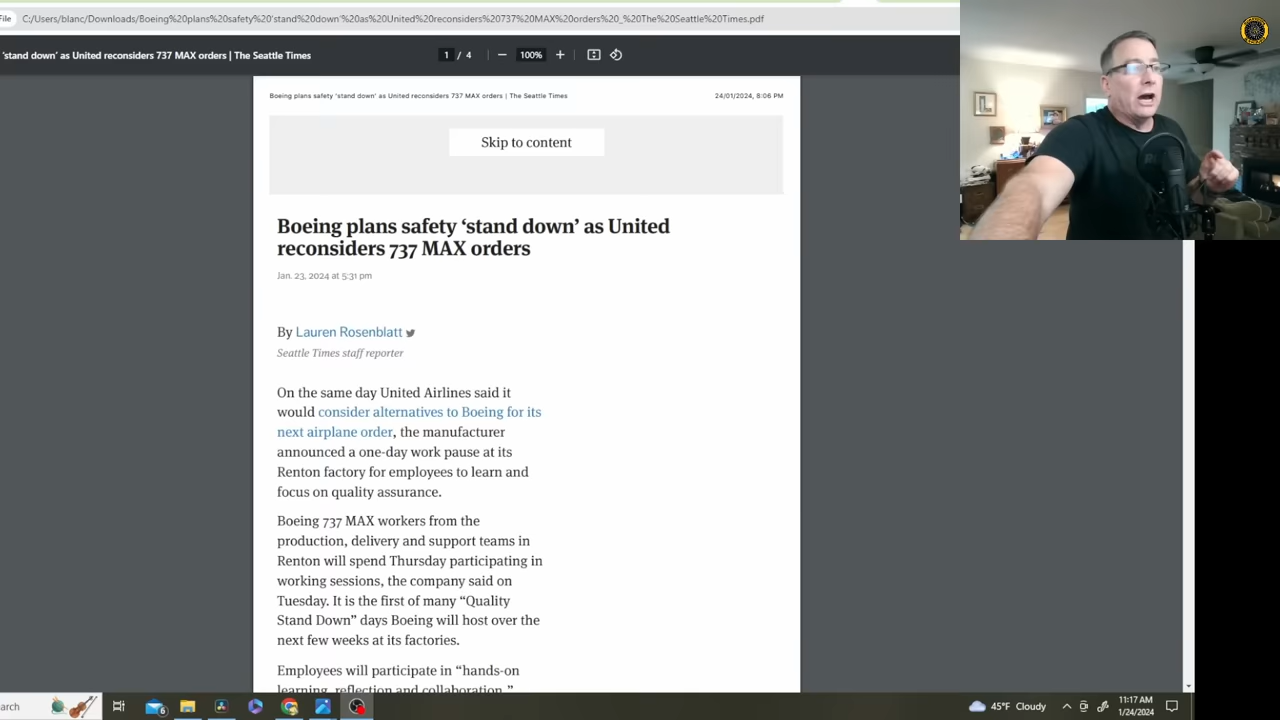 File C:/Users/blanc/Downloads/Boeing%20plans%20safety%20'stand%20down'%20as%20United%20reconsiders%20737%20MAX%20orders%20_%20The%20Seattle%20Times.pdf
'stand down' as United reconsiders 737 MAX orders | The Seattle Times
1 / 4
— 100% +
Boeing plans safety 'stand down' as United reconsiders 737 MAX orders | The Seattle Times 24/01/2024, 8:06 PM
Skip to content
Boeing plans safety ‘stand down’ as United
reconsiders 737 MAX orders
Jan. 23, 2024 at 5:31 pm
By Lauren Rosenblatt
Seattle Times staff reporter
On the same day United Airlines said it
would consider alternatives to Boeing for its
next airplane order, the manufacturer
announced a one-day work pause at its
Renton factory for employees to learn and
focus on quality assurance.
Boeing 737 MAX workers from the
production, delivery and support teams in
Renton will spend Thursday participating in
working sessions, the company said on
Tuesday. It is the first of many “Quality
Stand Down” days Boeing will host over the
next few weeks at its factories.
Employees will participate in “hands-on
learning, reflection and collaboration,”
arch
6
45°F Cloudy
11:17 AM
1/24/2024